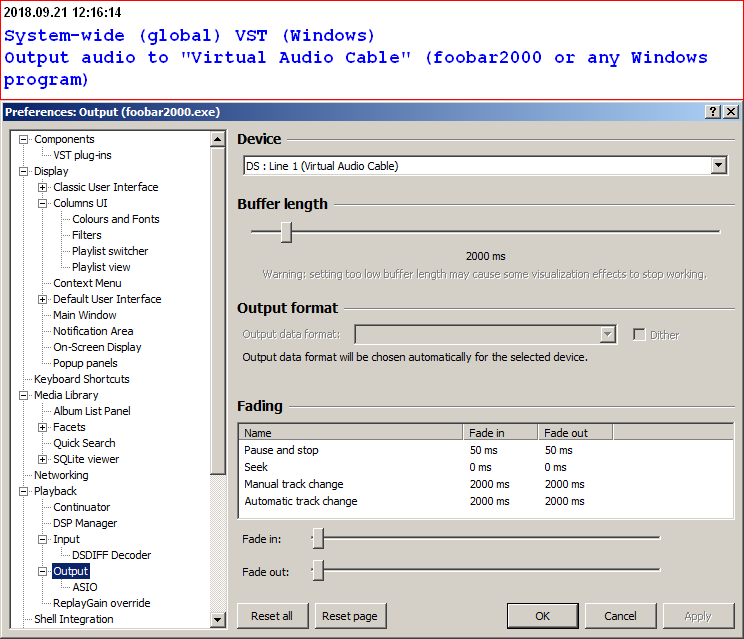 2018.09.21 12:16:14
System-wide (global) VST (Windows)
Output audio to "Virtual Audio Cable" (foobar2000 or any Windows
program)
Preferences: Output (foobar2000.exe)
Components
VST plug-ins
Display
Classic User Interface
Columns UI
Colours and Fonts
Filters
Playlist switcher
Playlist view
Context Menu
Default User Interface
Main Window
Notification Area
On-Screen Display
Popup panels
Keyboard Shortcuts
Media Library
Album List Panel
Facets
Quick Search
SQLite viewer
Networking
Playback
Continuator
DSP Manager
Input
DSDIFF Decoder
Output
ASIO
ReplayGain override
Shell Integration
Device
DS : Line 1 (Virtual Audio Cable)
Buffer length
2000 ms
Warning: setting too low buffer length may cause some visualization effects to stop working.
Output format
Output data format:
Dither
Output data format will be chosen automatically for the selected device.
Fading
Name Fade in Fade out
Pause and stop 50 ms 50 ms
Seek 0 ms 0 ms
Manual track change 2000 ms 2000 ms
Automatic track change 2000 ms 2000 ms
Fade in:
Fade out:
Reset all Reset page OK Cancel Apply